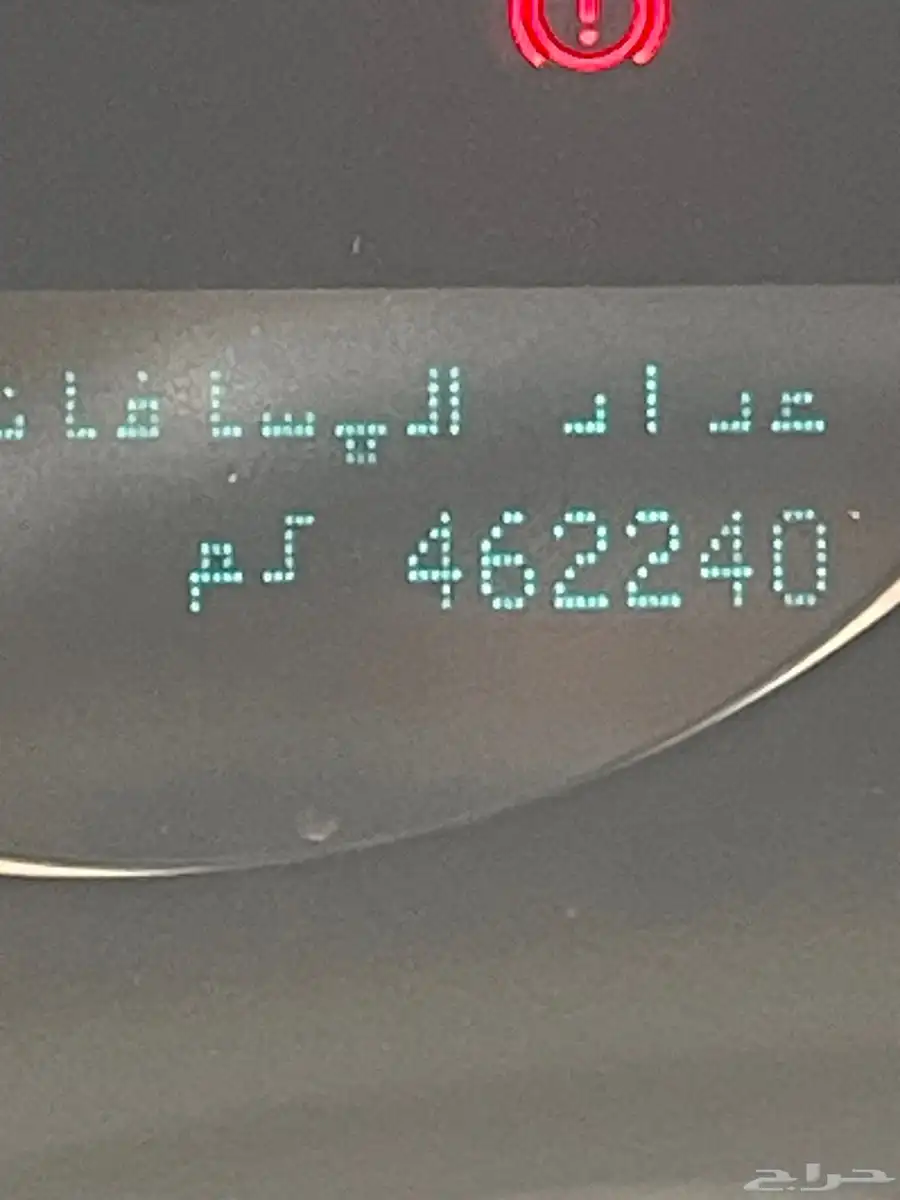 عداد المسافات
462240 كم
حراج